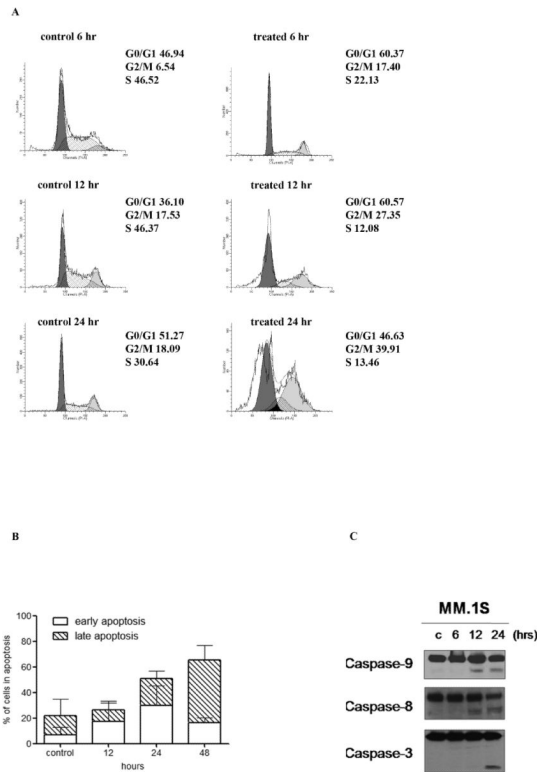 A
control 6 hr
G0/G1 46.94
G2/M 6.54
S 46.52
treated 6 hr
G0/G1 60.37
G2/M 17.40
S 22.13
control 12 hr
G0/G1 36.10
G2/M 17.53
S 46.37
treated 12 hr
G0/G1 60.57
G2/M 27.35
S 12.08
control 24 hr
G0/G1 51.27
G2/M 18.09
S 30.64
treated 24 hr
G0/G1 46.63
G2/M 39.91
S 13.46
B
% of cells in apoptosis
100
80
60
40
20
0
early apoptosis
late apoptosis
control 12 24 48
hours
C
MM.1S
c 6 12 24 (hrs)
Caspase-9
Caspase-8
Caspase-3